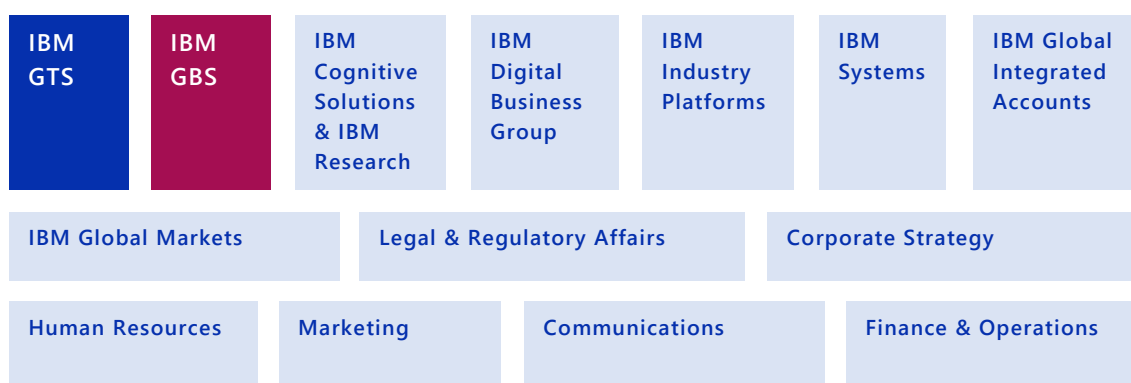 IBM
GTS
IBM
GBS
IBM
Cognitive
Solutions
& IBM
Research
IBM
Digital
Business
Group
IBM
Industry
Platforms
IBM
Systems
IBM Global
Integrated
Accounts
IBM Global Markets
Legal & Regulatory Affairs
Corporate Strategy
Human Resources
Marketing
Communications
Finance & Operations